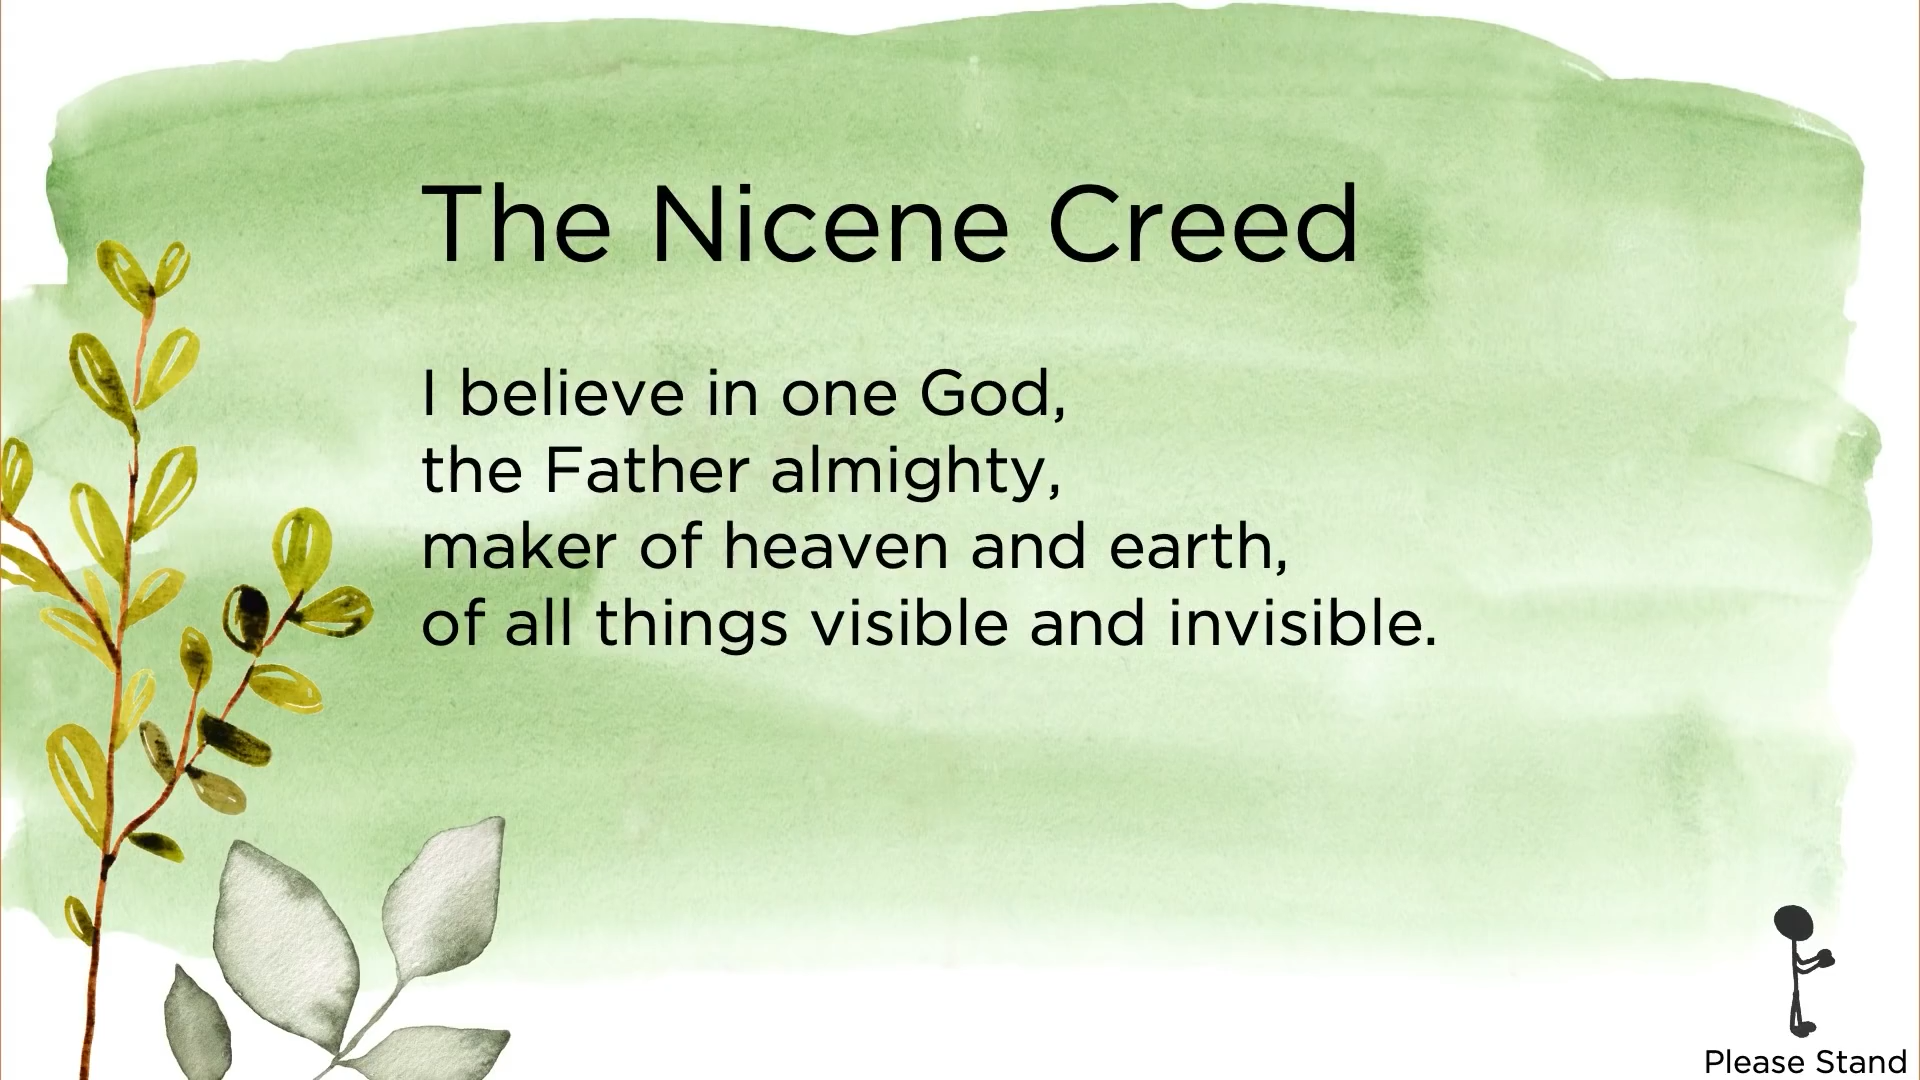 The Nicene Creed
I believe in one God,
the Father almighty,
maker of heaven and earth,
of all things visible and invisible.
Please Stand